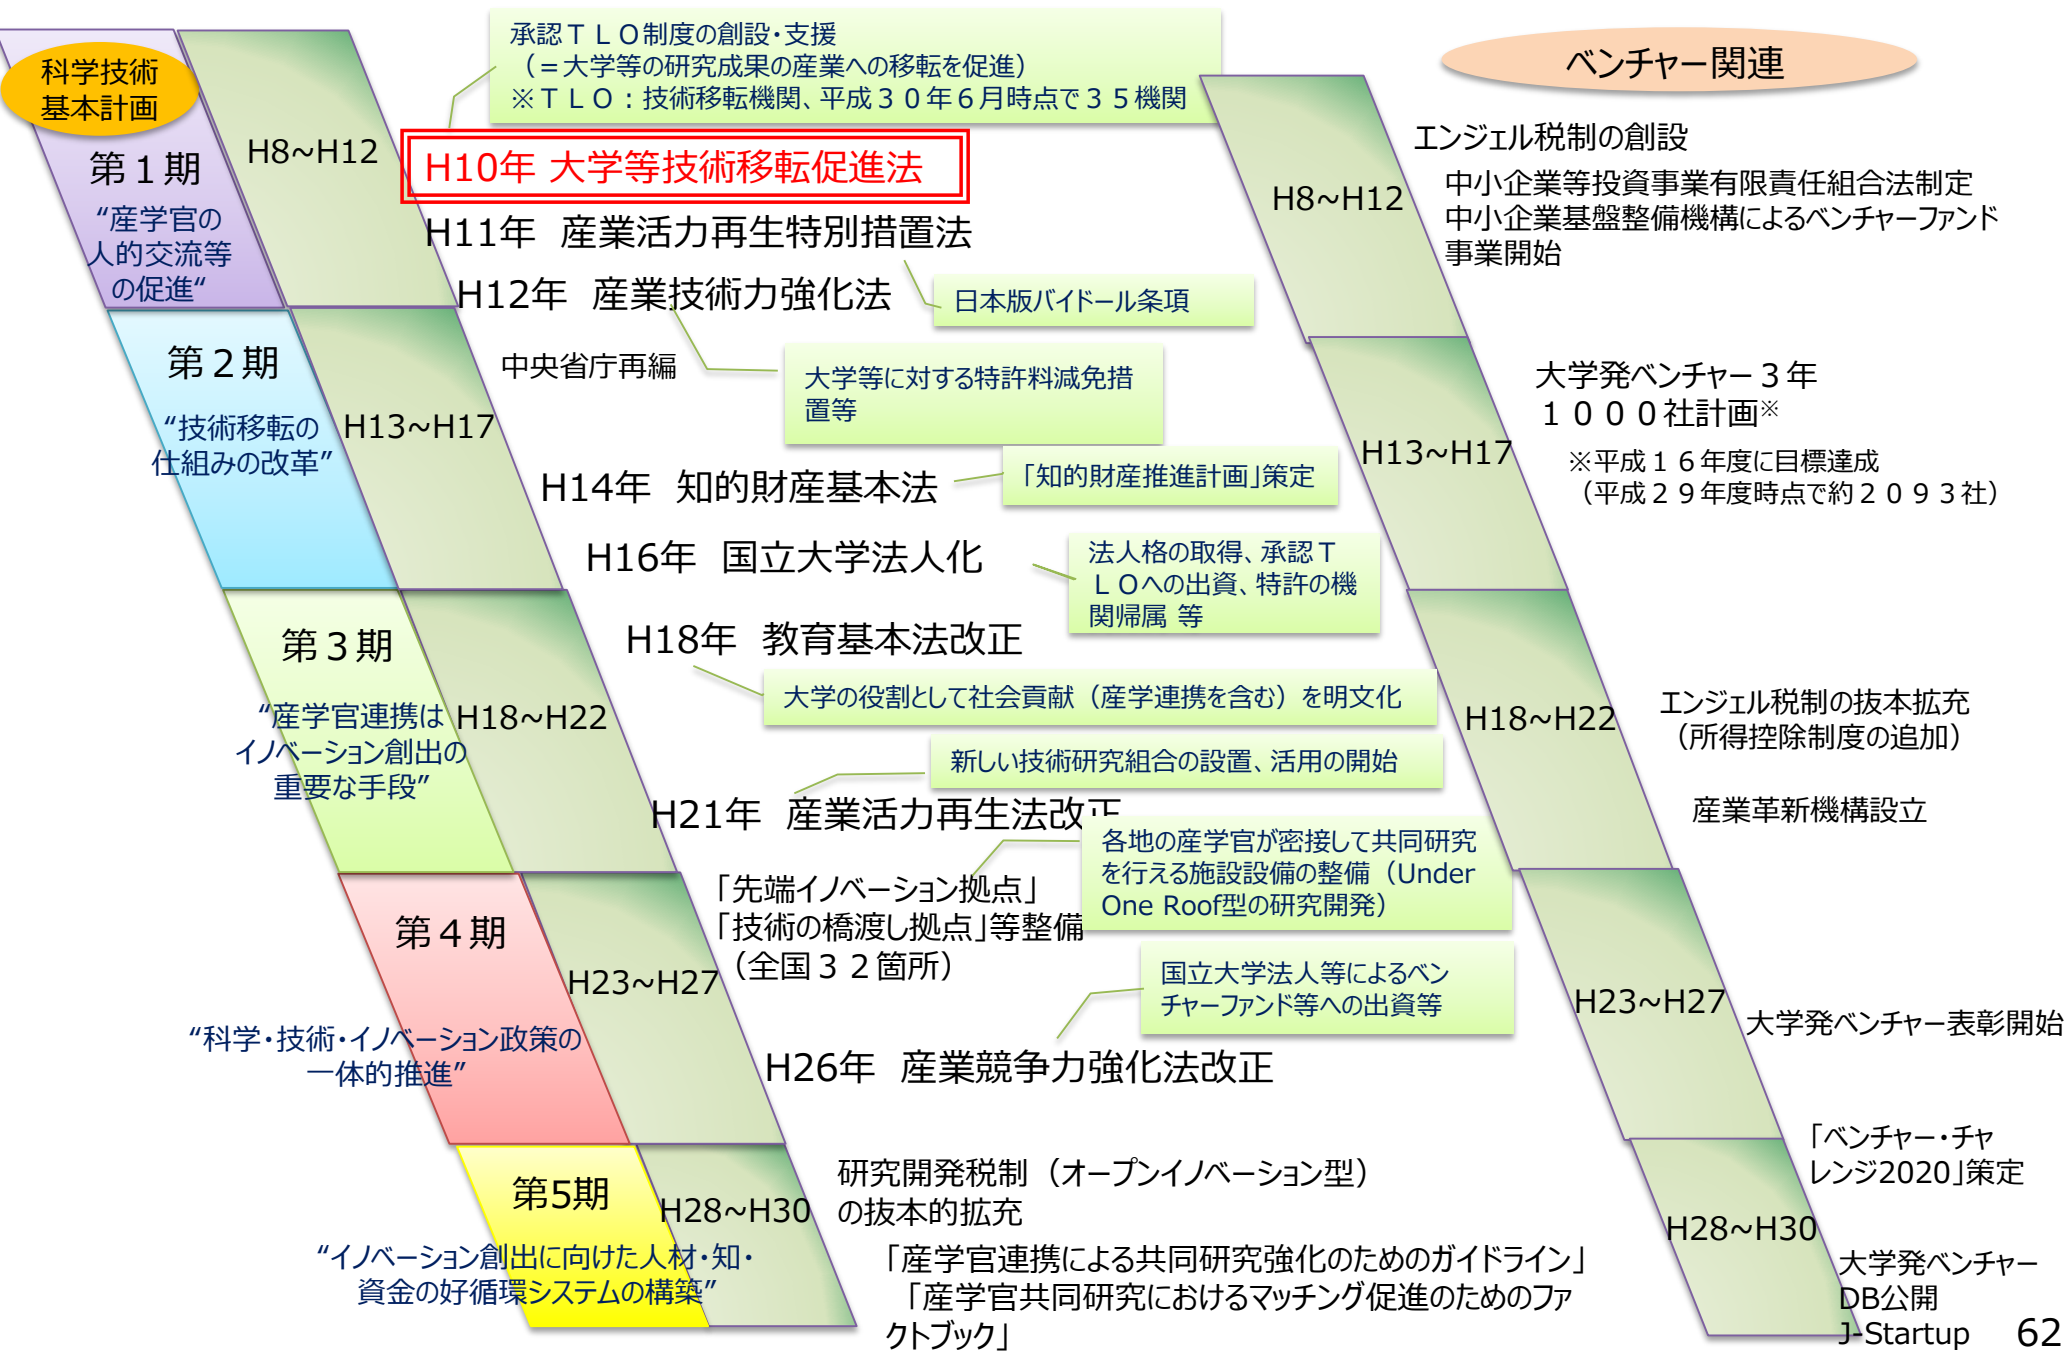 科学技術
基本計画
第１期
“産学官の
人的交流等
の促進“
H8~H12
承認ＴＬＯ制度の創設・支援
（＝大学等の研究成果の産業への移転を促進）
※ＴＬＯ：技術移転機関、平成３０年６月時点で３５機関
H10年 大学等技術移転促進法
H11年　産業活力再生特別措置法
H12年　産業技術力強化法
日本版バイドール条項
第２期
“技術移転の
仕組みの改革”
H13~H17
中央省庁再編
大学等に対する特許料減免措
置等
H14年　知的財産基本法
「知的財産推進計画」策定
H16年　国立大学法人化
法人格の取得、承認Ｔ
ＬＯへの出資、特許の機
関帰属 等
第３期
“産学官連携は
イノベーション創出の
重要な手段”
H18~H22
H18年　教育基本法改正
大学の役割として社会貢献（産学連携を含む）を明文化
新しい技術研究組合の設置、活用の開始
H21年　産業活力再生法改正
各地の産学官が密接して共同研究
を行える施設設備の整備（Under
One Roof型の研究開発）
第４期
“科学・技術・イノベーション政策の
一体的推進”
H23~H27
「先端イノベーション拠点」
「技術の橋渡し拠点」等整備
（全国３２箇所）
国立大学法人等によるベン
チャーファンド等への出資等
H26年　産業競争力強化法改正
第5期
“イノベーション創出に向けた人材・知・
資金の好循環システムの構築”
H28~H30
研究開発税制（オープンイノベーション型）
の抜本的拡充
「産学官連携による共同研究強化のためのガイドライン」
「産学官共同研究におけるマッチング促進のためのファ
クトブック」
ベンチャー関連
H8~H12
エンジェル税制の創設
中小企業等投資事業有限責任組合法制定
中小企業基盤整備機構によるベンチャーファンド
事業開始
H13~H17
大学発ベンチャー３年
１０００社計画※
※平成１６年度に目標達成
（平成２９年度時点で約２０９３社）
H18~H22
エンジェル税制の抜本拡充
（所得控除制度の追加）
産業革新機構設立
H23~H27
大学発ベンチャー表彰開始
H28~H30
「ベンチャー・チャ
レンジ2020」策定
大学発ベンチャー
DB公開
J-Startup
62